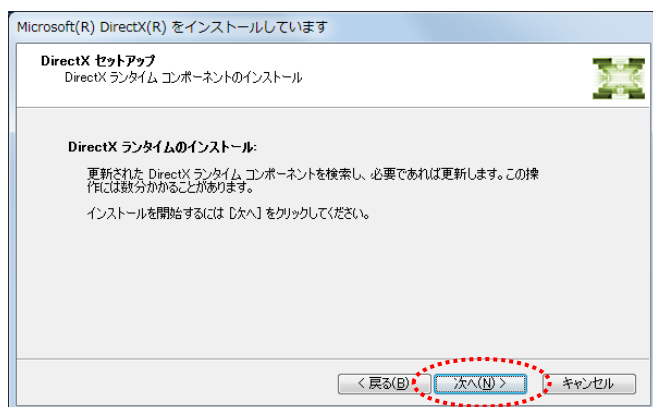 Microsoft(R) DirectX(R) をインストールしています
DirectX セットアップ
DirectX ランタイム コンポーネントのインストール
DirectX ランタイムのインストール:
更新された DirectX ランタイム コンポーネントを検索し、必要であれば更新します。この操
作には数分かかることがあります。
インストールを開始するには [次へ] をクリックしてください。
< 戻る(B) 次へ(N) > キャンセル